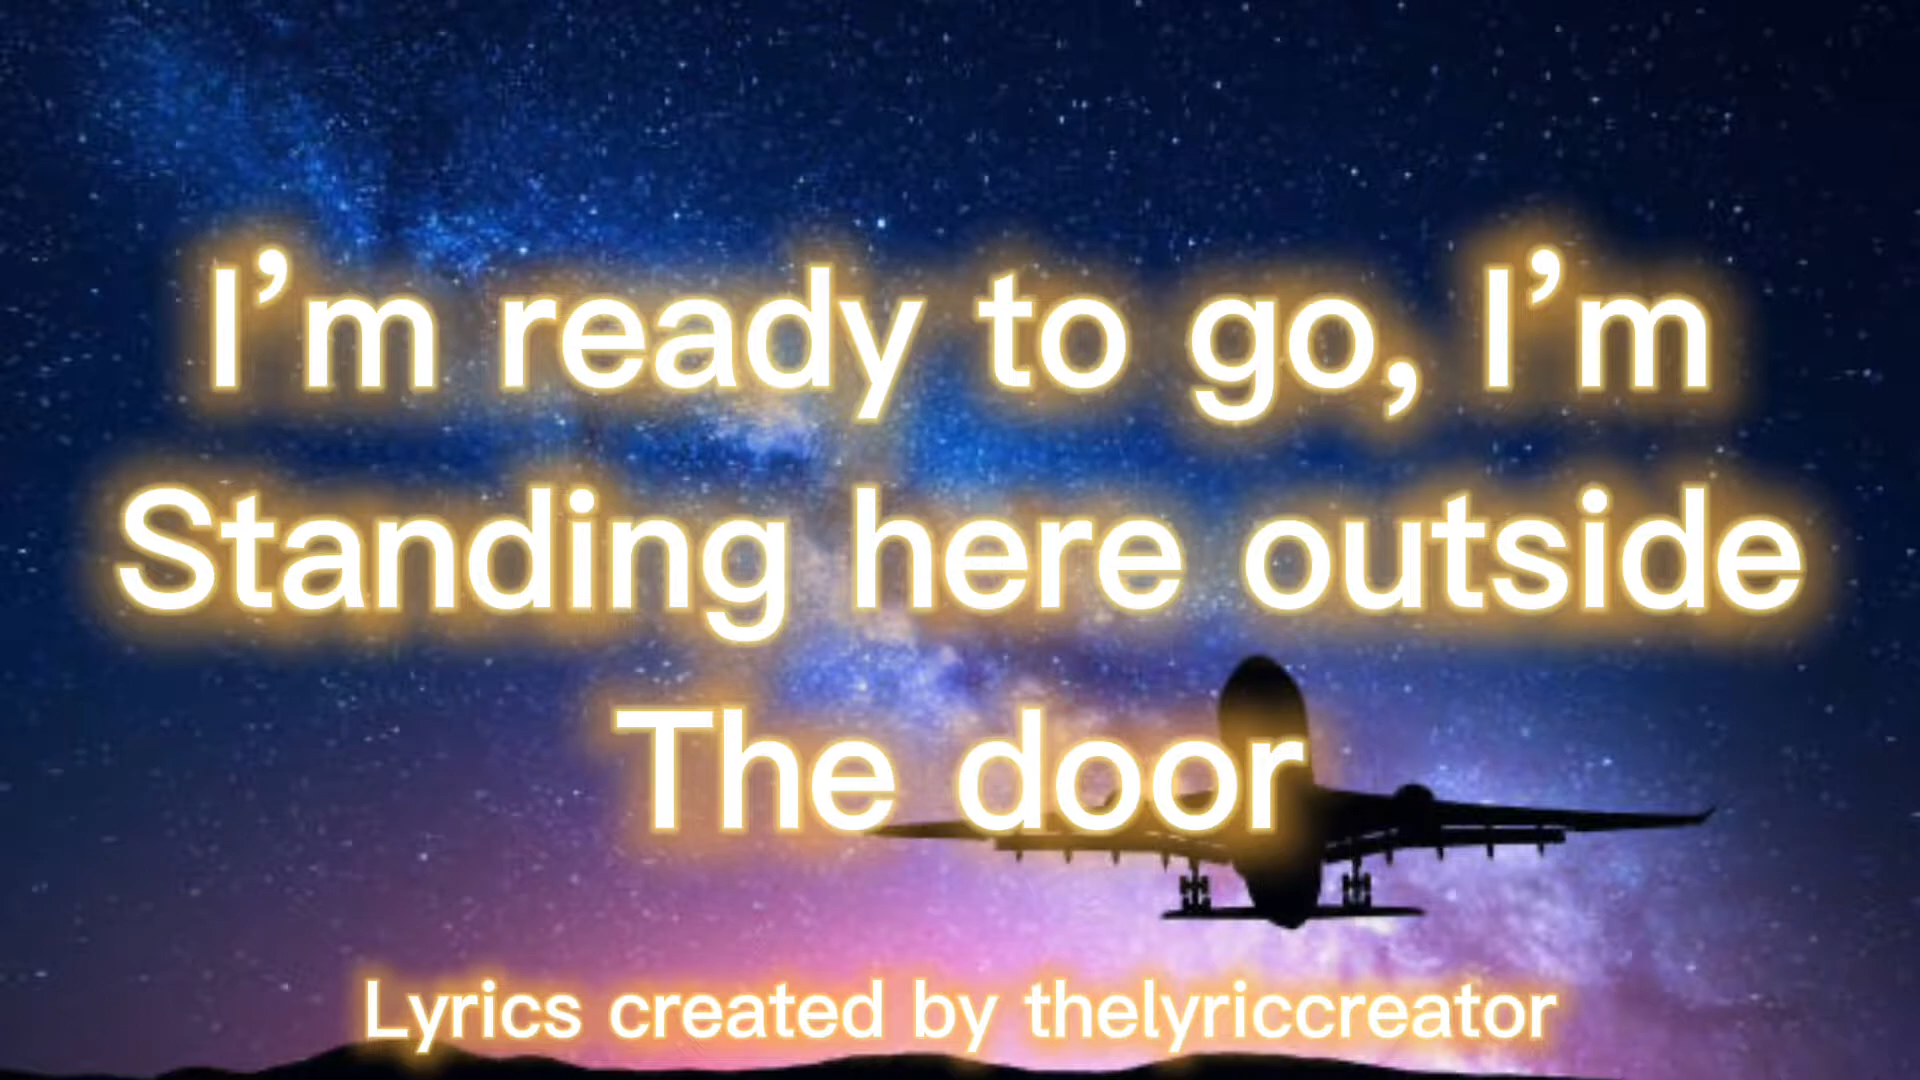 I’m ready to go, I’m
Standing here outside
The door
Lyrics created by thelyriccreator